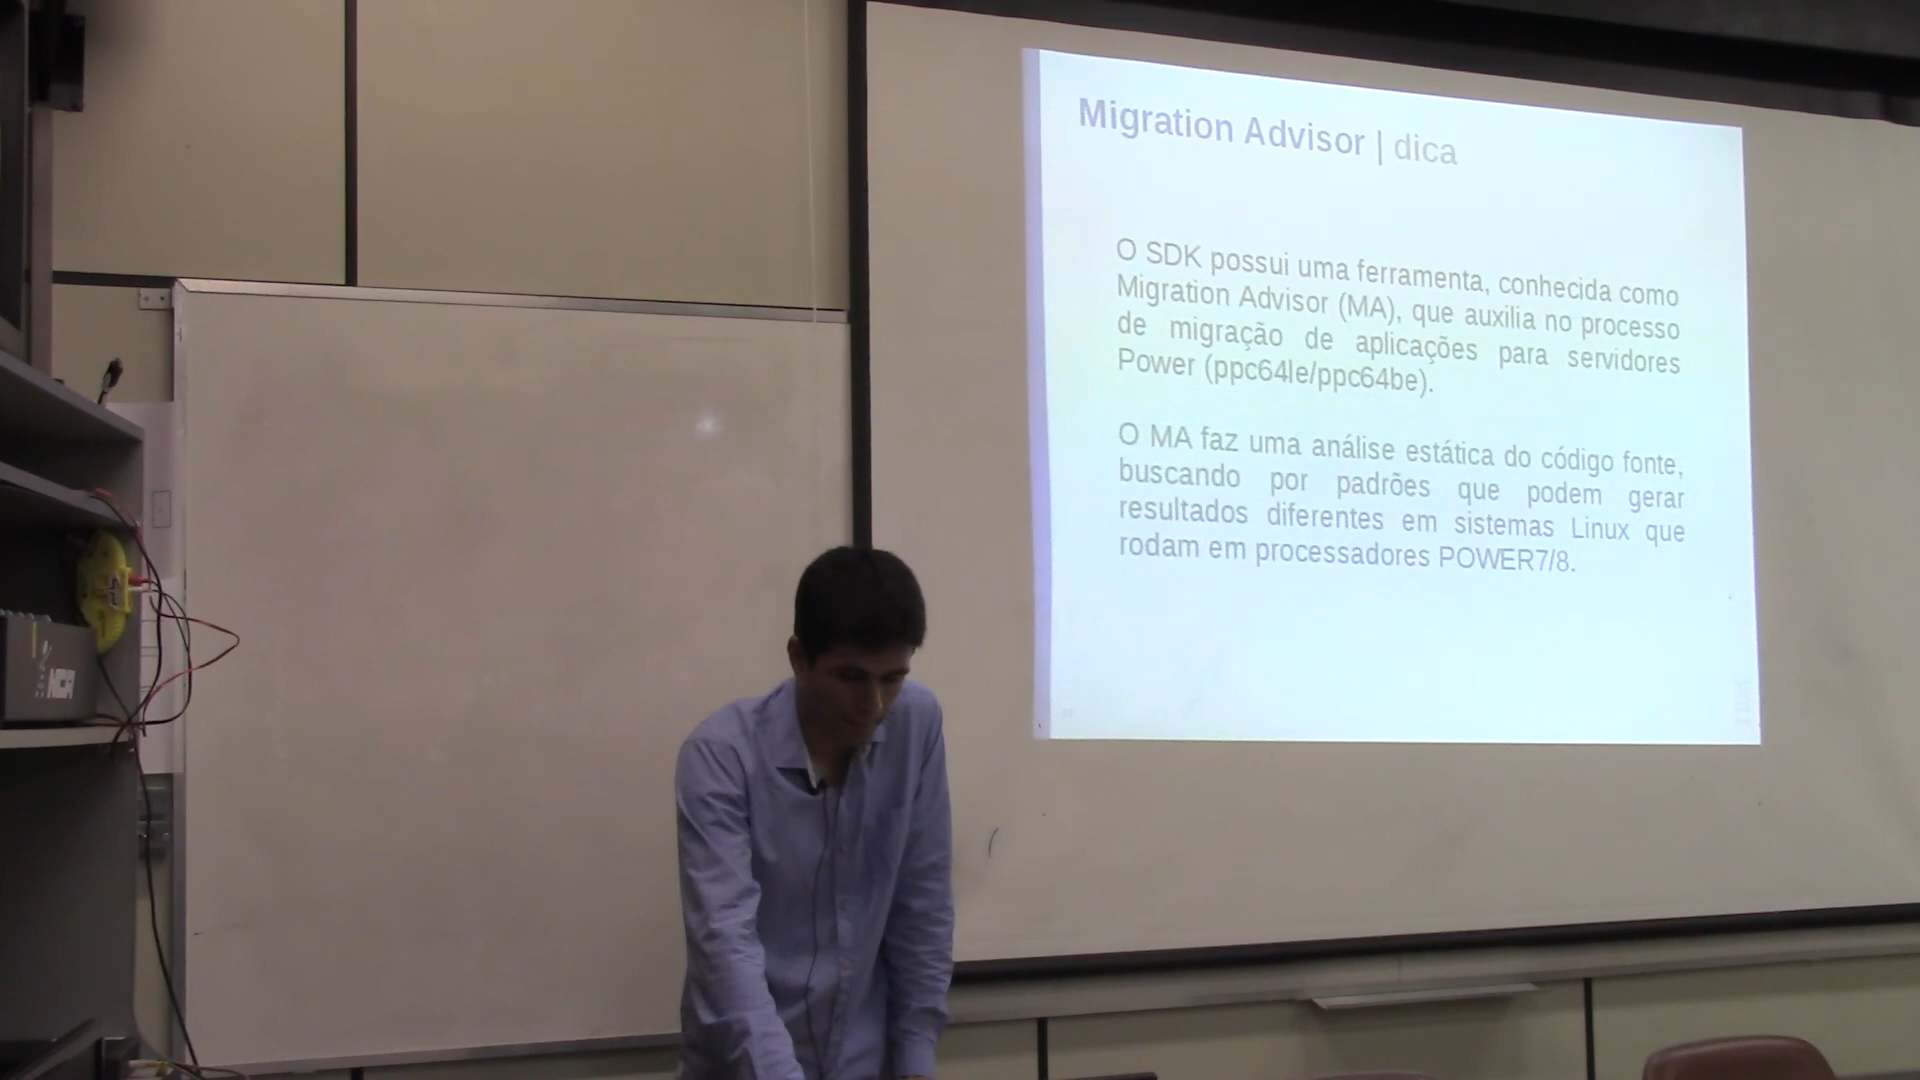 Migration Advisor | dica
O SDK possui uma ferramenta, conhecida como
Migration Advisor (MA), que auxilia no processo
de migração de aplicações para servidores
Power (ppc64le/ppc64be).
O MA faz uma análise estática do código fonte,
buscando por padrões que podem gerar
resultados diferentes em sistemas Linux que
rodam em processadores POWER7/8.